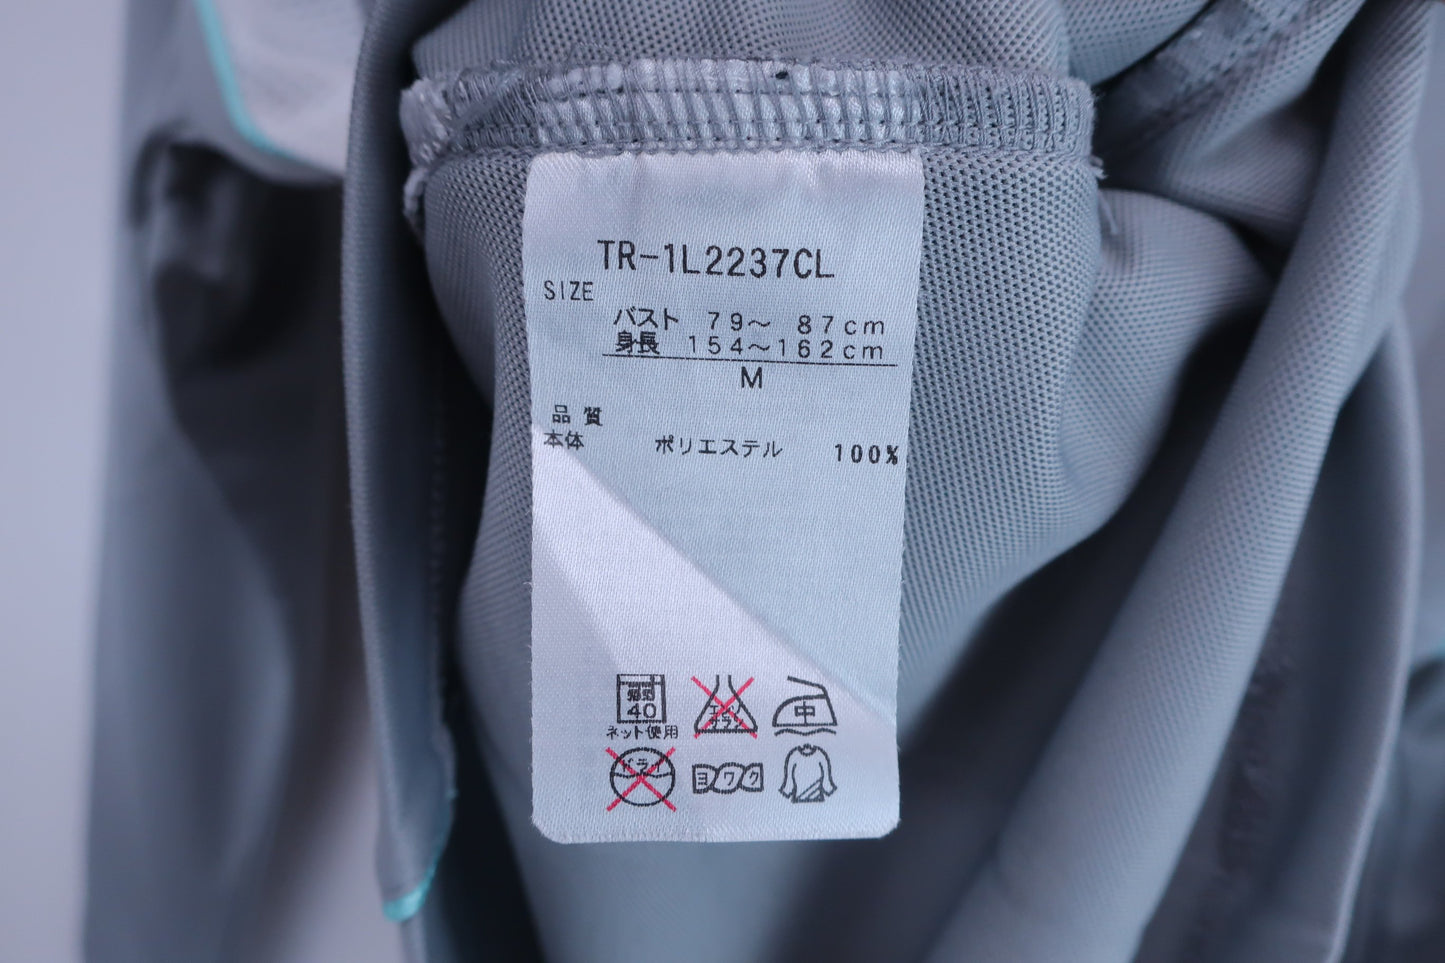 TR-1L2237CL
SIZE
バスト 79～ 87cm
身長 154～162cm
M
品 質
本体 ポリエステル 100%
40
ネット使用
中
ヨワク